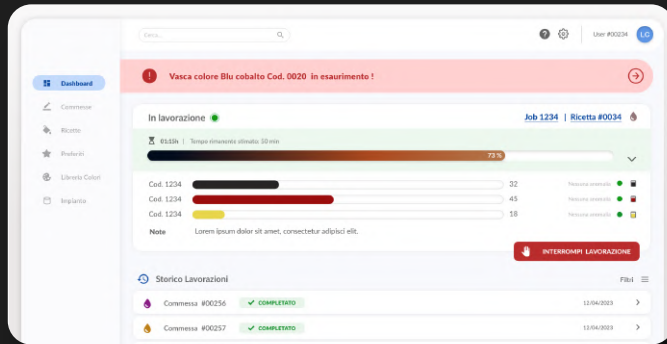 Cerca...
User #00234
LG
Vasca colore Blu cobalto Cod. 0020 in esaurimento !
Dashboard
Commesse
Ricette
Preferiti
Libreria Colori
Impianto
In lavorazione
Job 1234 | Ricetta #0034
01:15h | Tempo rimanente stimato: 30 min
73 %
Cod. 1234 32 Nessuna anomalia
Cod. 1234 45 Nessuna anomalia
Cod. 1234 18 Nessuna anomalia
Note Lorem ipsum dolor sit amet, consectetur adipisci elit.
INTERROMPI LAVORAZIONE
Storico Lavorazioni
Filtri
Commessa #00256 COMPLETATO 12/04/2023
Commessa #00257 COMPLETATO 12/04/2023